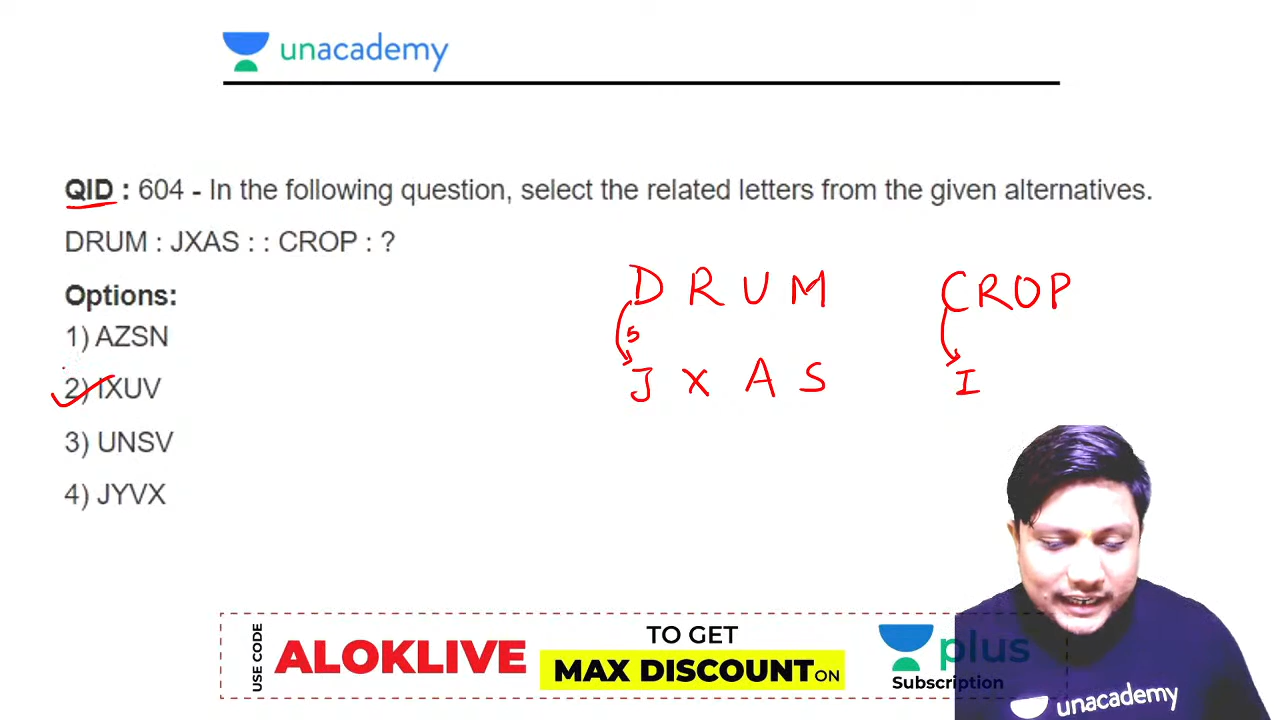 unacademy
QID : 604 - In the following question, select the related letters from the given alternatives.
DRUM : JXAS : : CROP : ?
Options:
1) AZSN
2) IXUV
3) UNSV
4) JYVX
D R U M
5
J X A S
CROP
I
USE CODE
ALOKLIVE
TO GET
MAX DISCOUNT ON
plus
Subscription
unacademy